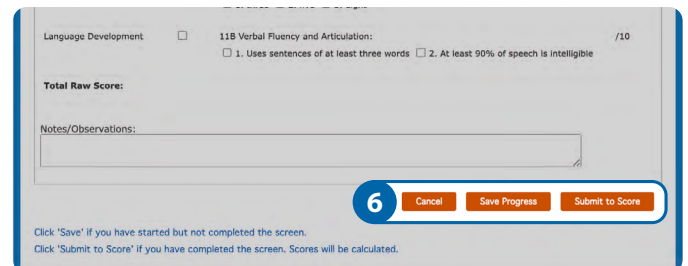 Language Development 11B Verbal Fluency and Articulation: /10
1. Uses sentences of at least three words 2. At least 90% of speech is intelligible
Total Raw Score:
Notes/Observations:
6 Cancel Save Progress Submit to Score
Click 'Save' if you have started but not completed the screen.
Click 'Submit to Score' if you have completed the screen. Scores will be calculated.